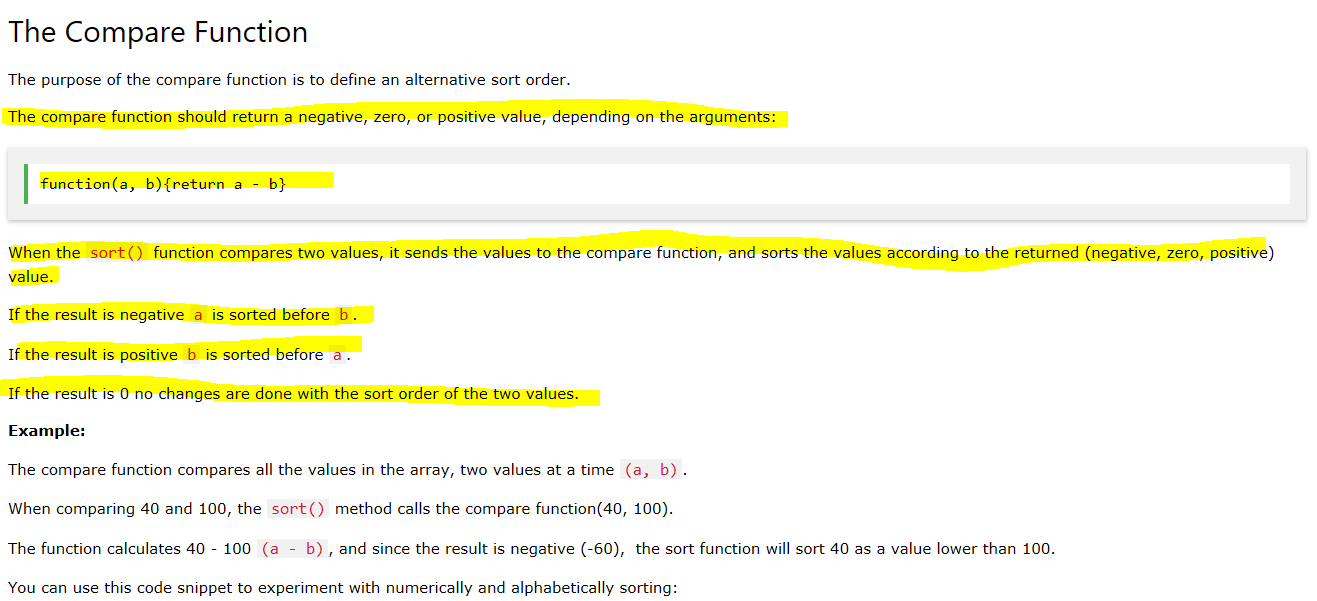 The Compare Function
The purpose of the compare function is to define an alternative sort order.
The compare function should return a negative, zero, or positive value, depending on the arguments:
function(a, b){return a - b}
When the sort() function compares two values, it sends the values to the compare function, and sorts the values according to the returned (negative, zero, positive)
value.
If the result is negative a is sorted before b.
If the result is positive b is sorted before a.
If the result is 0 no changes are done with the sort order of the two values.
Example:
The compare function compares all the values in the array, two values at a time (a, b).
When comparing 40 and 100, the sort() method calls the compare function(40, 100).
The function calculates 40 - 100 (a - b), and since the result is negative (-60),  the sort function will sort 40 as a value lower than 100.
You can use this code snippet to experiment with numerically and alphabetically sorting: